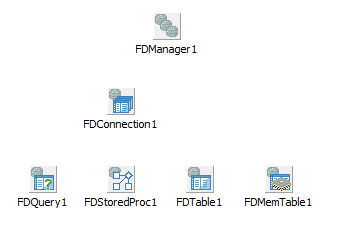 FDManager1
FDConnection1
FDQuery1 FDStoredProc1 FDTable1 FDMemTable1